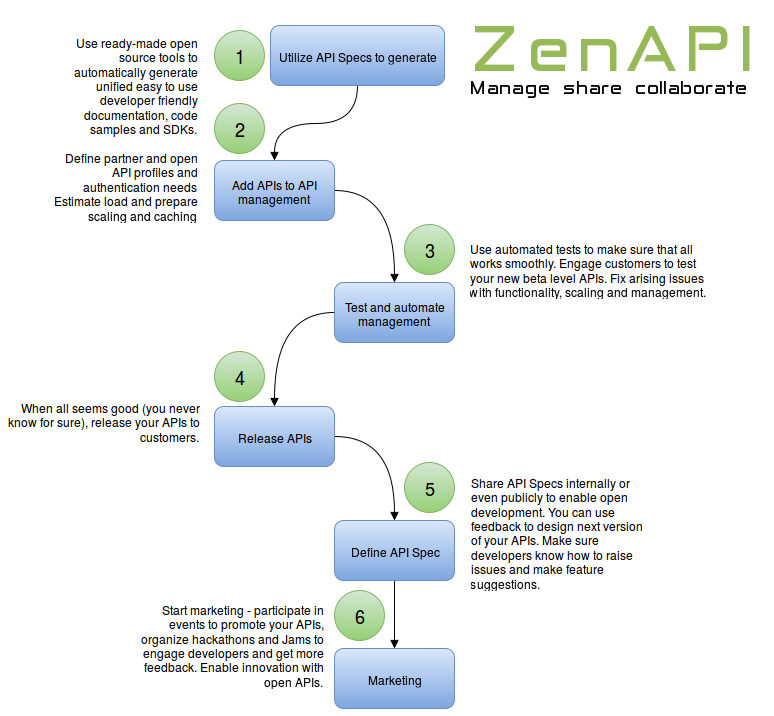 ZenAPI
Manage share collaborate
1
Utilize API Specs to generate
Use ready-made open
source tools to
automatically generate
unified easy to use
developer friendly
documentation, code
samples and SDKs.
2
Add APIs to API
management
Define partner and open
API profiles and
authentication needs
Estimate load and prepare
scaling and caching
3
Test and automate
management
Use automated tests to make sure that all
works smoothly. Engage customers to test
your new beta level APIs. Fix arising issues
with functionality, scaling and management.
4
Release APIs
When all seems good (you never
know for sure), release your APIs to
customers.
5
Define API Spec
Share API Specs internally or
even publicly to enable open
development. You can use
feedback to design next version
of your APIs. Make sure
developers know how to raise
issues and make feature
suggestions.
6
Marketing
Start marketing - participate in
events to promote your APIs,
organize hackathons and Jams to
engage developers and get more
feedback. Enable innovation with
open APIs.